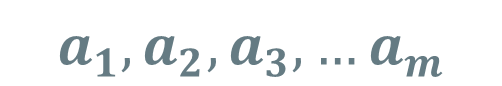 a₁, a₂, a₃, … aₘ